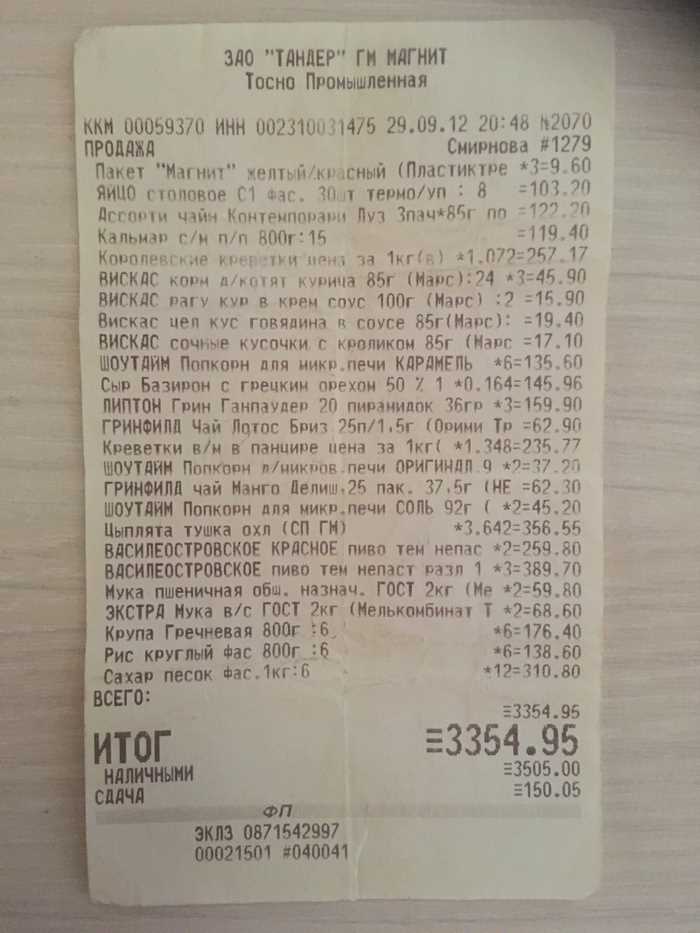 ЗАО "ТАНДЕР" ГМ МАГНИТ
Тосно Промышленная
ККМ 00059370 ИНН 002310031475 29.09.12 20:48 №2070
ПРОДАЖА Смирнова #1279
Пакет "Магнит" желтый/красный (Пластиктре *3=9.60
ЯЙЦО столовое С1 фас. 30шт термо/уп : 8 =103.20
Ассорти чайн Контемпорари Луз Зпач*85г по =122.20
Кальмар с/м п/п 800г:15 =119.40
Королевские креветки цена за 1кг(в) *1.072=257.17
ВИСКАС корм д/котят курица 85г (Марс):24 *3=45.90
ВИСКАС рагу кур в крем соус 100г (Марс) :2 =15.90
Вискас цел кус говядина в соусе 85г(Марс): =19.40
ВИСКАС сочные кусочки с кроликом 85г (Марс =17.10
ШОУТАЙМ Попкорн для микр.печи КАРАМЕЛЬ *6=135.60
Сыр Базирон с грецким орехом 50 % 1 *0.164=145.96
ЛИПТОН Грин Ганпаудер 20 пирамидок 36гр *3=159.90
ГРИНФИЛД Чай Лотос Бриз 25п/1,5г (Орими Тр =62.90
Креветки в/м в панцире цена за 1кг( *1.348=235.77
ШОУТАЙМ Попкорн д/микров.печи ОРИГИНАЛ.9 *2=37.20
ГРИНФИЛД чай Манго Делиш,25 пак. 37,5г (НЕ =62.30
ШОУТАЙМ Попкорн для микр.печи СОЛЬ 92г ( *2=45.20
Цыплята тушка охл (СП ГМ) *3.642=356.55
ВАСИЛЕОСТРОВСКОЕ КРАСНОЕ пиво тем непас *2=259.80
ВАСИЛЕОСТРОВСКОЕ пиво тем непаст разл 1 *3=389.70
Мука пшеничная общ. назнач. ГОСТ 2кг (Ме *2=59.80
ЭКСТРА Мука в/с ГОСТ 2кг (Мелькомбинат Т *2=68.60
Крупа Гречневая 800г :6 *6=176.40
Рис круглый фас 800г :6 *6=138.60
Сахар песок фас.1кг:6 *12=310.80
ВСЕГО:
≡3354.95
ИТОГ ≡3354.95
НАЛИЧНЫМИ ≡3505.00
СДАЧА ≡150.05
ФП
ЭКЛЗ 0871542997
00021501 #040041